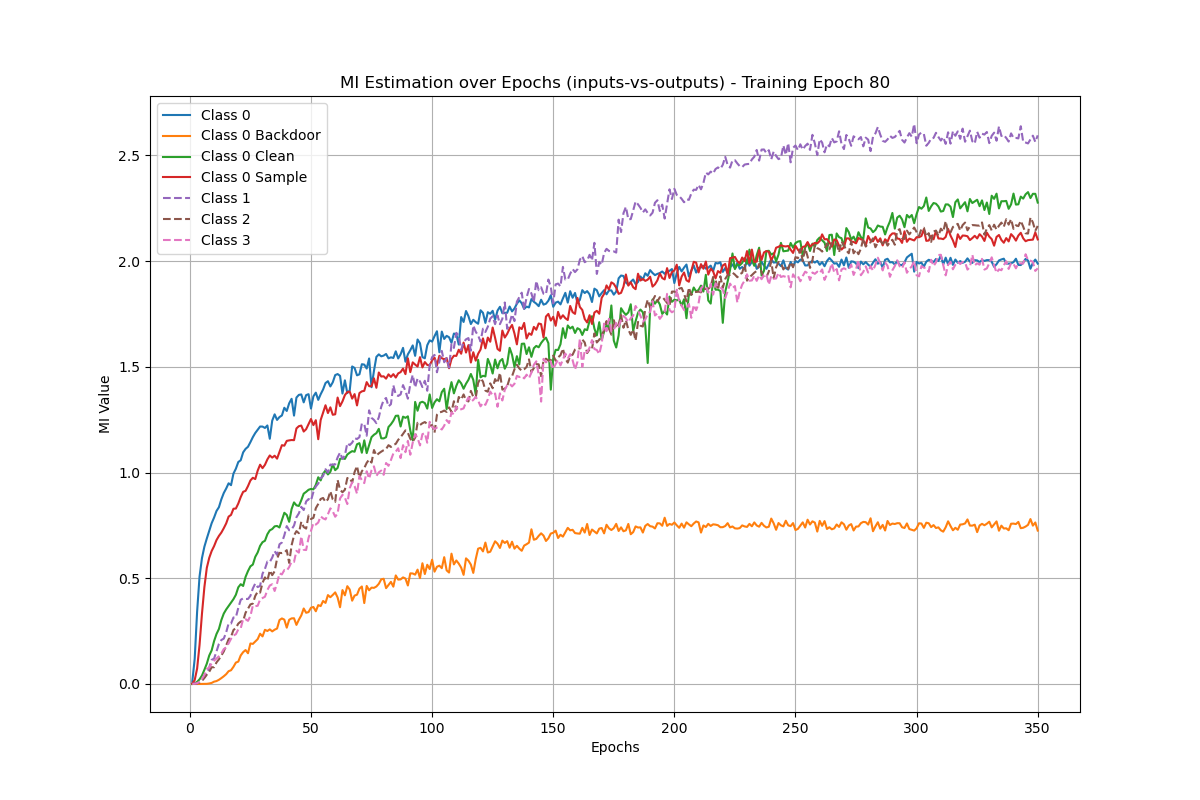 MI Estimation over Epochs (inputs-vs-outputs) - Training Epoch 80
Class 0
Class 0 Backdoor
Class 0 Clean
Class 0 Sample
Class 1
Class 2
Class 3
MI Value
2.5
2.0
1.5
1.0
0.5
0.0
0 50 100 150 200 250 300 350
Epochs